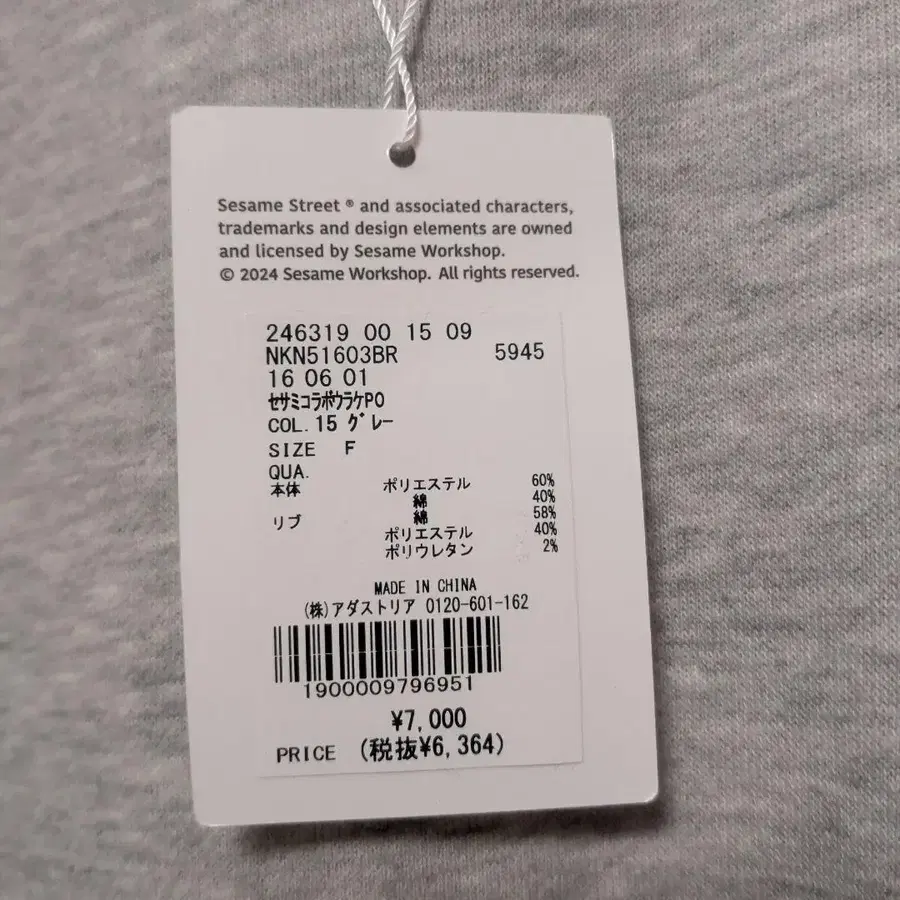 Sesame Street ® and associated characters,
trademarks and design elements are owned
and licensed by Sesame Workshop.
© 2024 Sesame Workshop. All rights reserved.
246319 00 15 09
NKN51603BR 5945
16 06 01
ｾｻﾐｺﾗﾎﾞｳﾗｹPO
COL. 15 ｸﾞﾚｰ
SIZE F
QUA.
本体 ポリエステル 60%
綿 40%
リブ 綿 58%
ポリエステル 40%
ポリウレタン 2%
MADE IN CHINA
(株)アダストリア 0120-601-162
1900009796951
¥7,000
PRICE (税抜¥6,364)